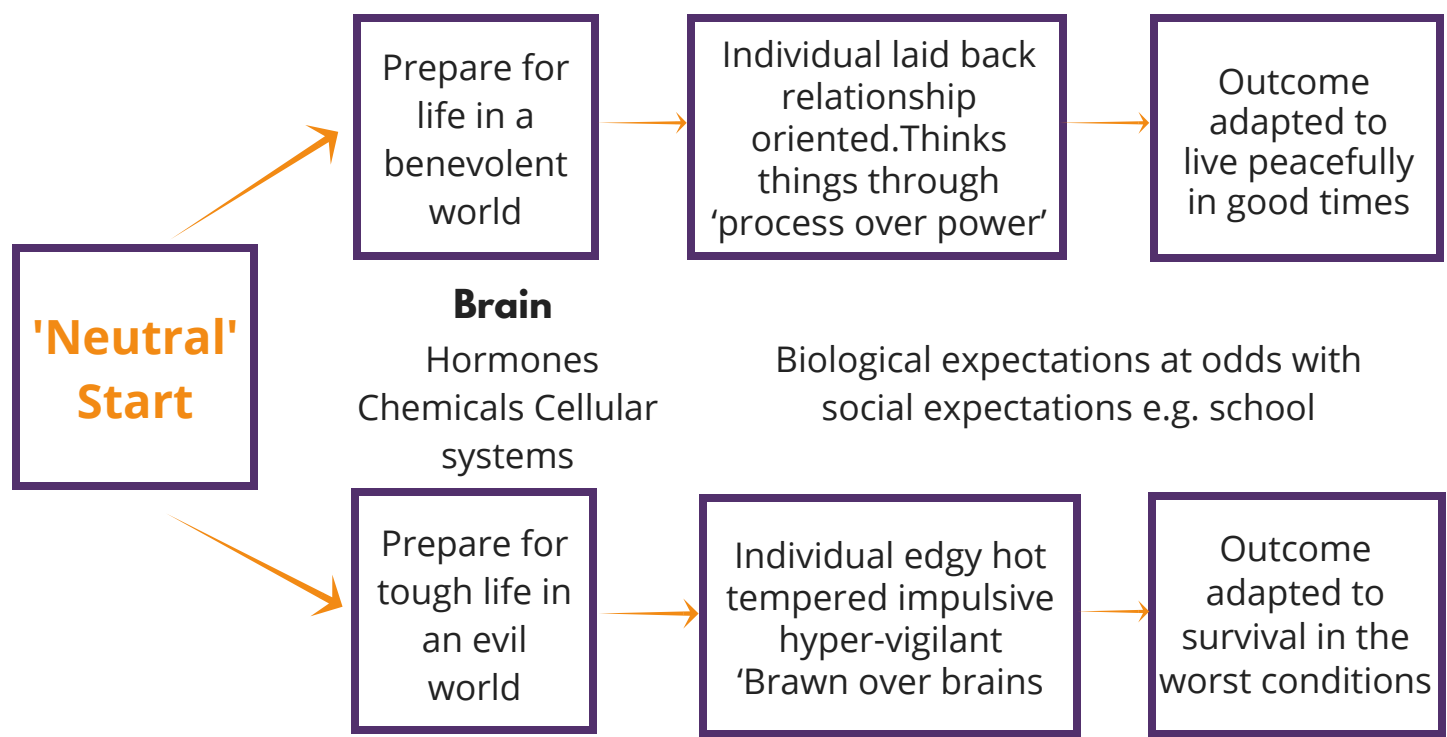 'Neutral'
Start
Prepare for
life in a
benevolent
world
Individual laid back
relationship
oriented.Thinks
things through
‘process over power’
Outcome
adapted to
live peacefully
in good times
Brain
Hormones
Chemicals Cellular
systems
Biological expectations at odds with
social expectations e.g. school
Prepare for
tough life in
an evil
world
Individual edgy hot
tempered impulsive
hyper-vigilant
‘Brawn over brains
Outcome
adapted to
survival in the
worst conditions